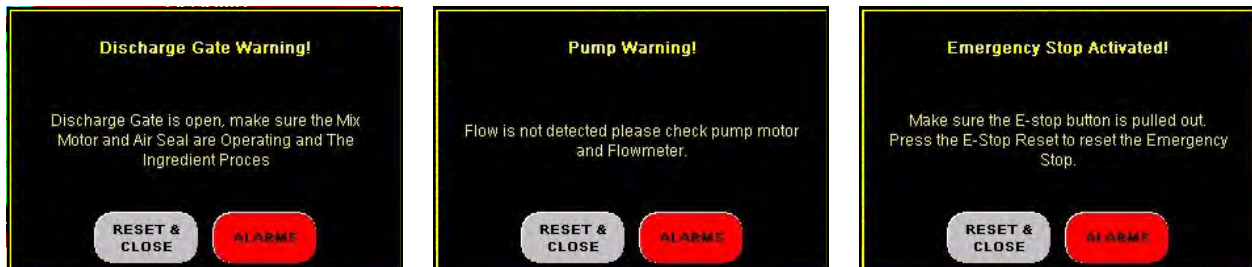 Discharge Gate Warning!
Discharge Gate is open, make sure the Mix
Motor and Air Seal are Operating and The
Ingredient Proces
RESET &
CLOSE
ALARMS
Pump Warning!
Flow is not detected please check pump motor
and Flowmeter.
RESET &
CLOSE
ALARMS
Emergency Stop Activated!
Make sure the E-stop button is pulled out.
Press the E-Stop Reset to reset the Emergency
Stop.
RESET &
CLOSE
ALARMS